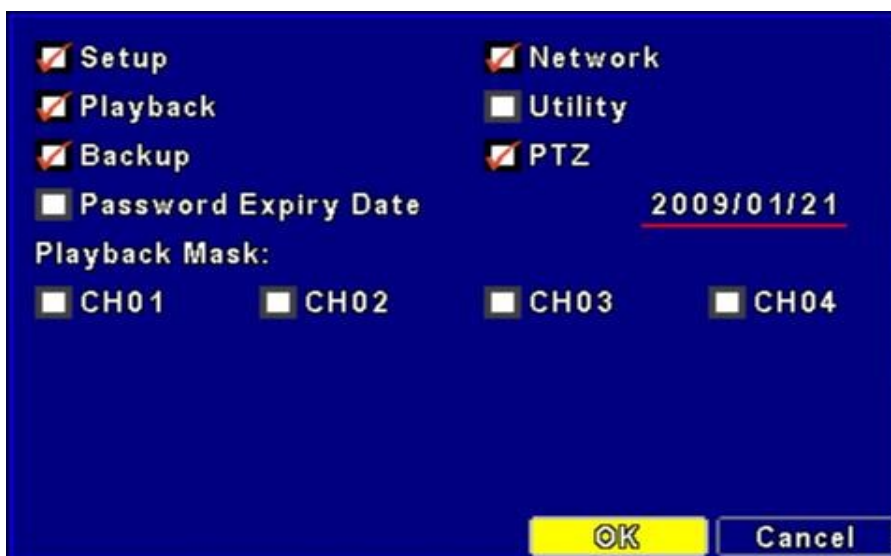 Setup Network
Playback Utility
Backup PTZ
Password Expiry Date 2009/01/21
Playback Mask:
CH01 CH02 CH03 CH04
OK Cancel